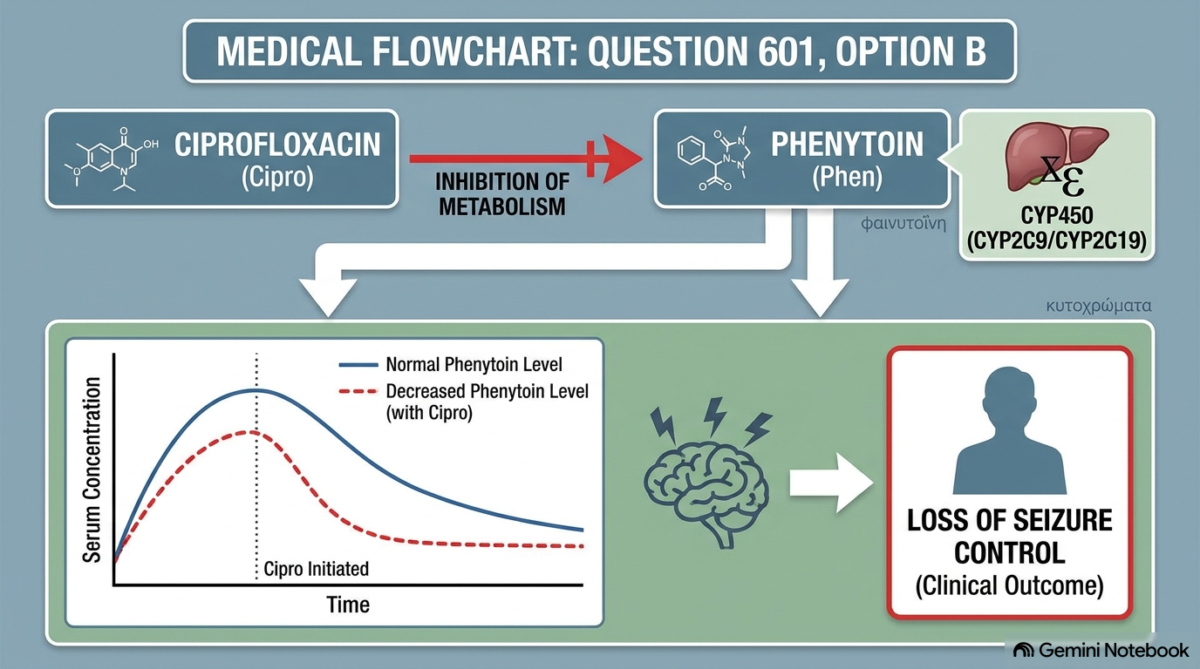 MEDICAL FLOWCHART: QUESTION 601, OPTION B
O
OH
O
N
CIPROFLOXACIN
(Cipro)
INHIBITION OF
METABOLISM
O
N
N
N
O
O
PHENYTOIN
(Phen)
φαινυτοΐνη
CYP450
(CYP2C9/CYP2C19)
κυτοχρώματα
Serum Concentration
Normal Phenytoin Level
Decreased Phenytoin Level
(with Cipro)
Cipro Initiated
Time
LOSS OF SEIZURE
CONTROL
(Clinical Outcome)
Gemini Notebook